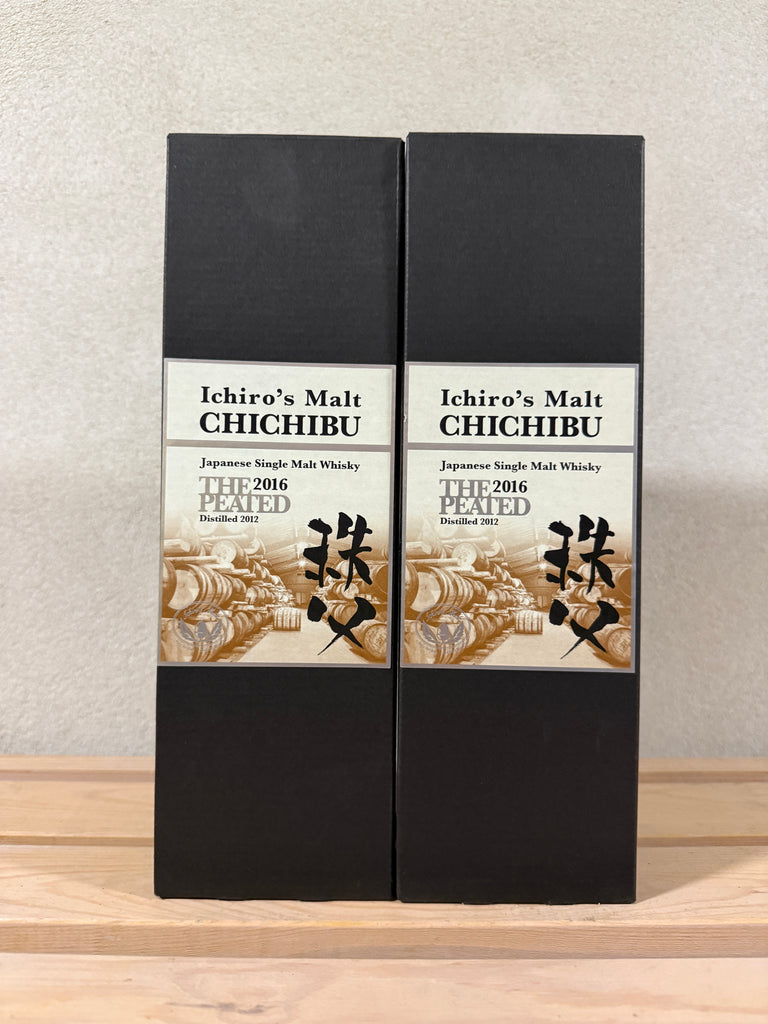 Ichiro's Malt
CHICHIBU
Japanese Single Malt Whisky
THE 2016
PEATED
Distilled 2012
秩父
Ichiro's Malt
CHICHIBU
Japanese Single Malt Whisky
THE 2016
PEATED
Distilled 2012
秩父